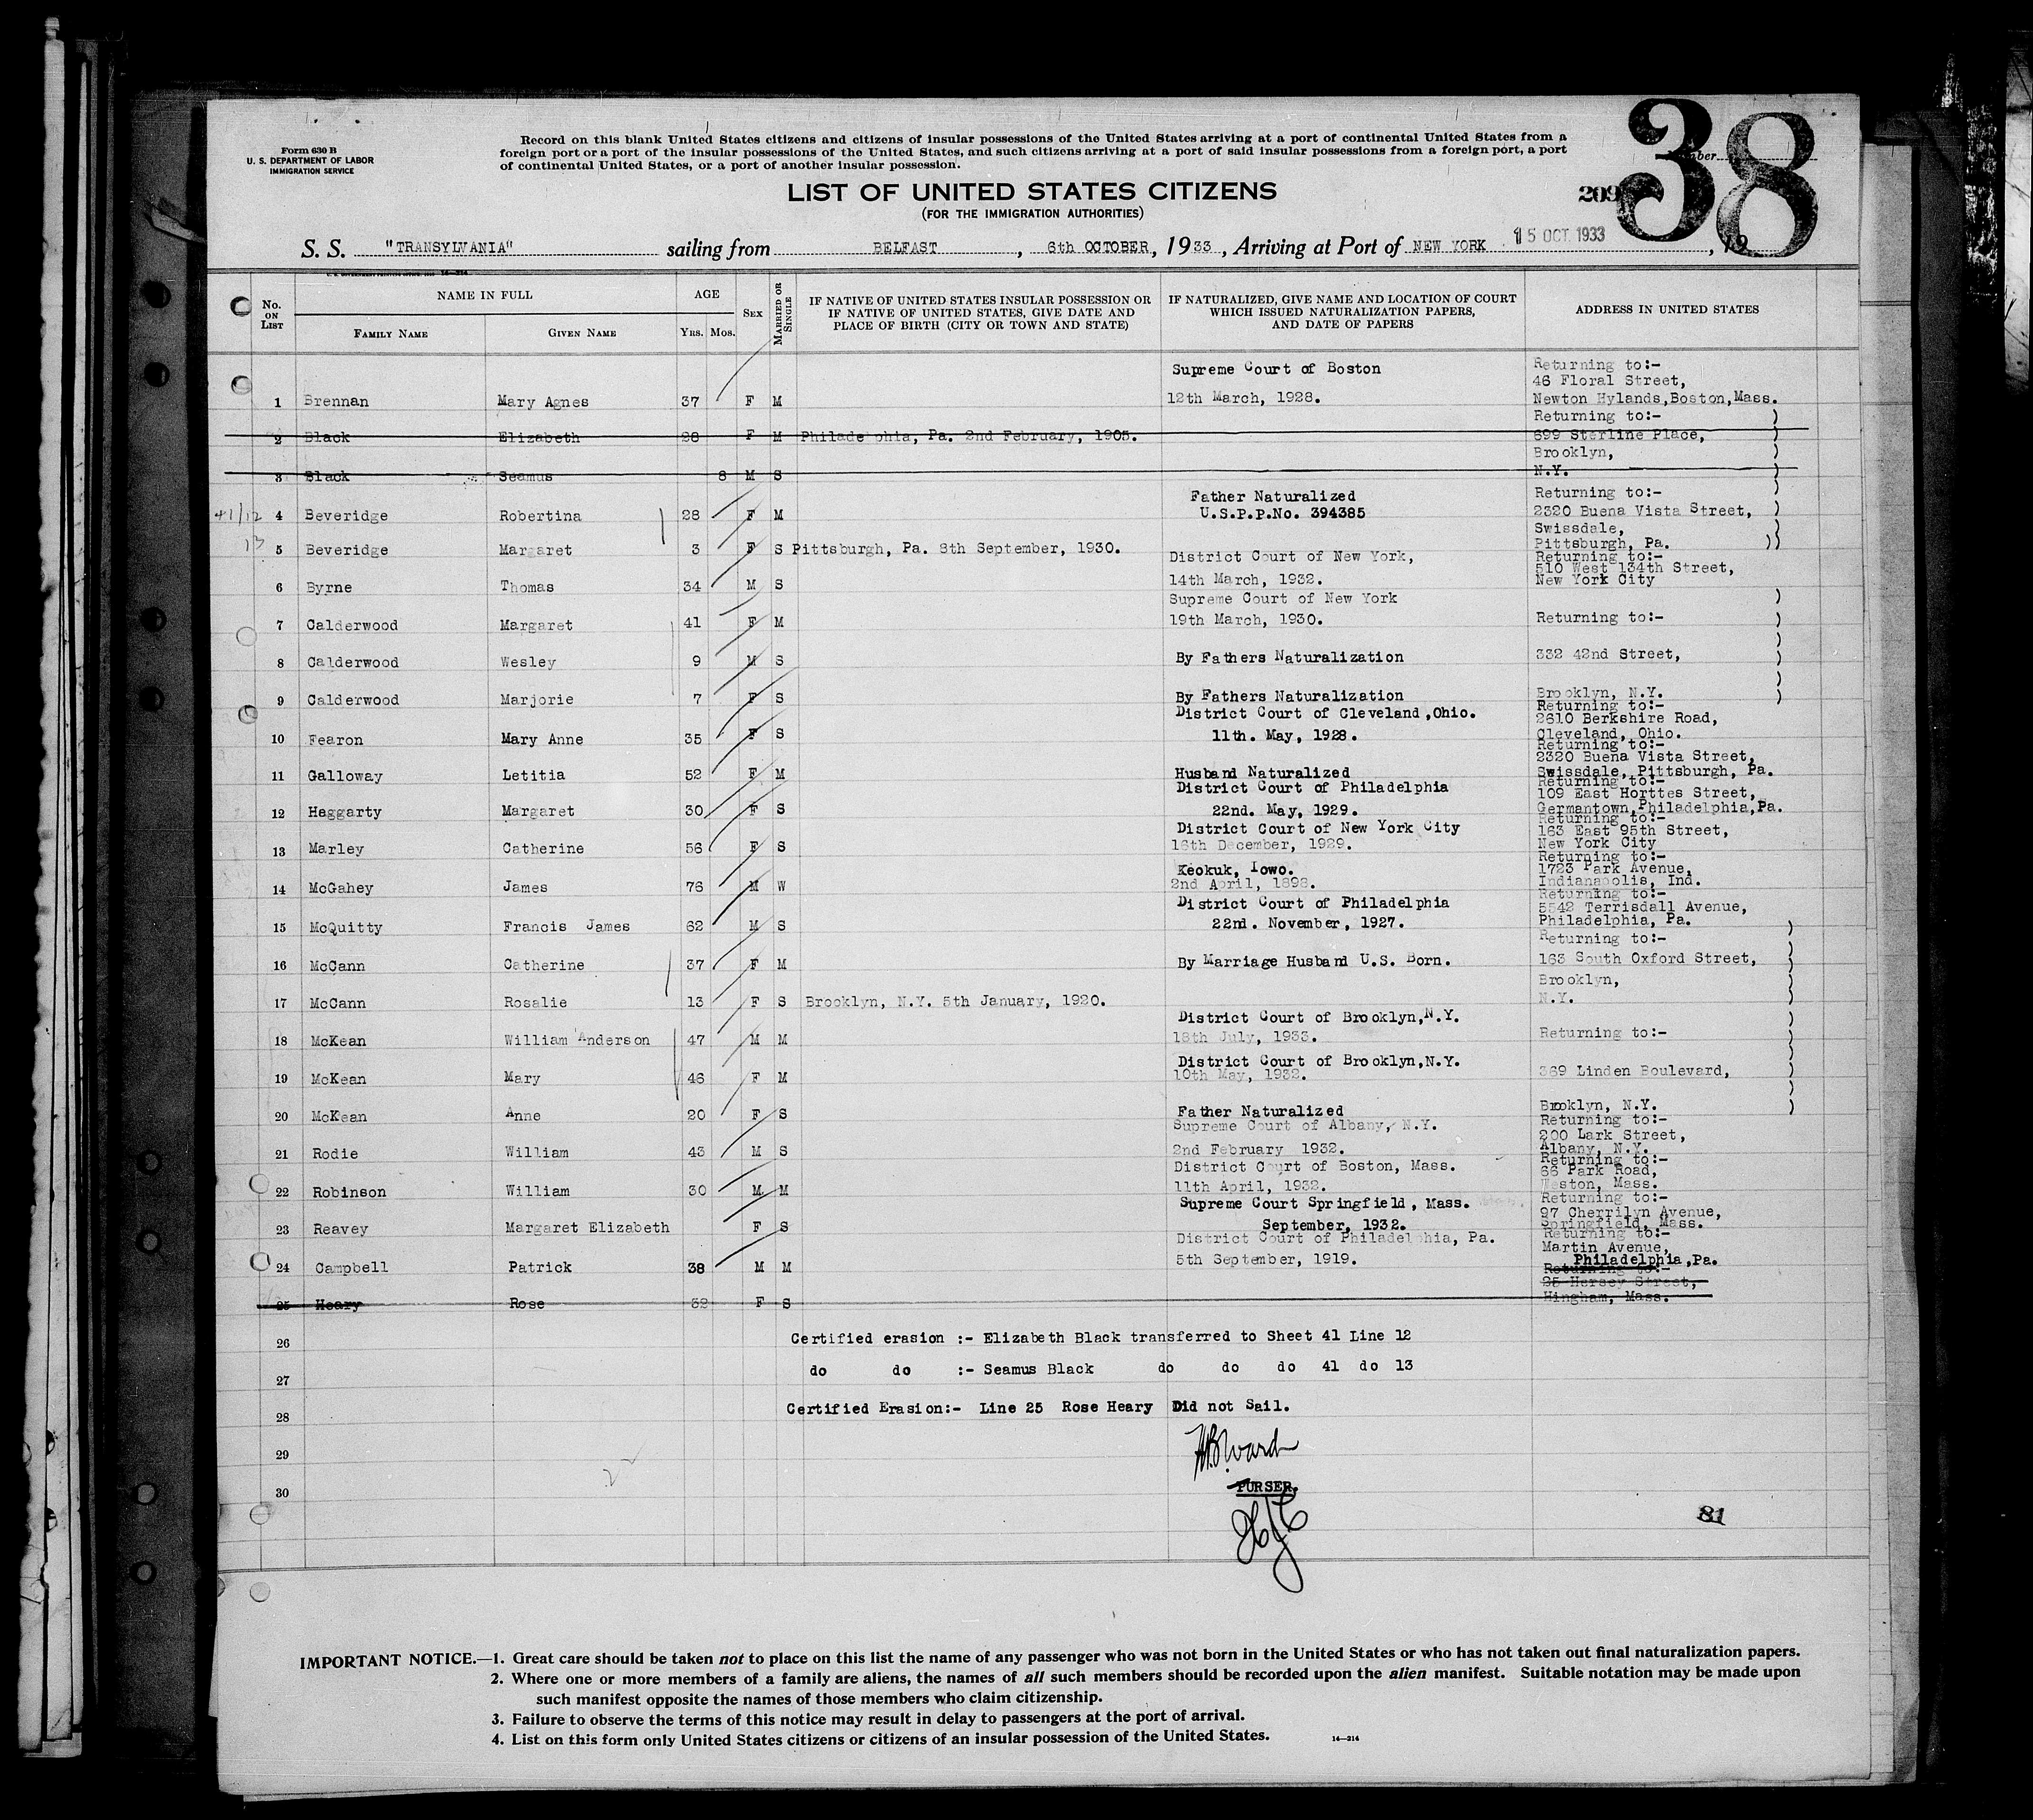 Form 630 B
U. S. DEPARTMENT OF LABOR
IMMIGRATION SERVICE
Record on this blank United States citizens and citizens of insular possessions of the United States arriving at a port of continental United States from a
foreign port or a port of the insular possessions of the United States, and such citizens arriving at a port of said insular possessions from a foreign port, a port
of continental United States, or a port of another insular possession.
38
LIST OF UNITED STATES CITIZENS
(FOR THE IMMIGRATION AUTHORITIES)
209
S. S. "TRANSYLVANIA" sailing from BELFAST, 6th OCTOBER, 1933, Arriving at Port of NEW YORK 15 OCT 1933, 19
No. ON LIST
NAME IN FULL
FAMILY NAME
GIVEN NAME
AGE
YRS. MOS.
SEX
MARRIED OR SINGLE
IF NATIVE OF UNITED STATES INSULAR POSSESSION OR
IF NATIVE OF UNITED STATES, GIVE DATE AND
PLACE OF BIRTH (CITY OR TOWN AND STATE)
IF NATURALIZED, GIVE NAME AND LOCATION OF COURT
WHICH ISSUED NATURALIZATION PAPERS,
AND DATE OF PAPERS
ADDRESS IN UNITED STATES
Supreme Court of Boston Returning to:-
46 Floral Street,
1 Brennan Mary Agnes 37 F M 12th March, 1928. Newton Hylands,Boston,Mass.
Returning to:-
2 Black Elizabeth 28 F M Philadelphia, Pa. 2nd February, 1905. 699 Sterline Place,
Brooklyn,
3 Black Seamus 8 M S N.Y.
Father Naturalized Returning to:-
41/12 4 Beveridge Robertina 28 F M U.S.P.P.No. 394385 2320 Buena Vista Street,
Swissdale,
13 5 Beveridge Margaret 3 F S Pittsburgh, Pa. 8th September, 1930. Pittsburgh, Pa.
District Court of New York, Returning to:-
510 West 134th Street,
6 Byrne Thomas 34 M S 14th March, 1932. New York City
Supreme Court of New York
7 Calderwood Margaret 41 F M 19th March, 1930. Returning to:-
8 Calderwood Wesley 9 M S By Fathers Naturalization 332 42nd Street,
9 Calderwood Marjorie 7 F S By Fathers Naturalization Brooklyn, N.Y.
District Court of Cleveland,Ohio. Returning to:-
2610 Berkshire Road,
10 Fearon Mary Anne 35 F S 11th. May, 1928. Cleveland, Ohio.
Returning to:-
2320 Buena Vista Street,
11 Galloway Letitia 52 F M Husband Naturalized Swissdale, Pittsburgh, Pa.
District Court of Philadelphia Returning to:-
109 East Horttes Street,
12 Haggarty Margaret 30 F S 22nd. May, 1929. Germantown,Philadelphia,Pa.
District Court of New York City Returning to:-
163 East 95th Street,
13 Marley Catherine 56 F S 16th December, 1929. New York City
Keokuk, Iowo. Returning to:-
1723 Park Avenue,
14 McGahey James 76 M W 2nd April, 1898. Indianapolis, Ind.
District Court of Philadelphia Returning to:-
5542 Terrisdall Avenue,
15 McQuitty Francis James 62 M S 22nd. November, 1927. Philadelphia, Pa.
Returning to:-
16 McCann Catherine 37 F M By Marriage Husband U.S. Born. 163 South Oxford Street,
Brooklyn,
17 McCann Rosalie 13 F S Brooklyn, N.Y. 5th January, 1920. N.Y.
District Court of Brooklyn,N.Y.
18 McKean William Anderson 47 M M 18th July, 1933. Returning to:-
District Court of Brooklyn,N.Y.
19 McKean Mary 46 F M 10th May, 1932. 369 Linden Boulevard,
20 McKean Anne 20 F S Father Naturalized Brooklyn, N.Y.
Supreme Court of Albany, N.Y. Returning to:-
200 Lark Street,
21 Rodie William 43 M S 2nd February 1932. Albany, N.Y.
District Court of Boston, Mass. Returning to:-
66 Park Road,
22 Robinson William 30 M M 11th April, 1932. Weston, Mass.
Supreme Court Springfield, Mass. Returning to:-
97 Cherrilyn Avenue,
23 Reavey Margaret Elizabeth F S September, 1932. Springfield, Mass.
District Court of Philadelphia, Pa. Returning to:-
Martin Avenue,
24 Campbell Patrick 38 M M 5th September, 1919. Philadelphia,Pa.
Returning to:-
25 Hersey Street,
25 Heary Rose 32 F S Hingham, Mass.
26 Certified erasion :- Elizabeth Black transferred to Sheet 41 Line 12
27 do do :- Seamus Black do do do 41 do 13
28 Certified Erasion:- Line 25 Rose Heary Did not Sail.
29
PURSER.
30
81
IMPORTANT NOTICE.—1. Great care should be taken not to place on this list the name of any passenger who was not born in the United States or who has not taken out final naturalization papers.
2. Where one or more members of a family are aliens, the names of all such members should be recorded upon the alien manifest. Suitable notation may be made upon
such manifest opposite the names of those members who claim citizenship.
3. Failure to observe the terms of this notice may result in delay to passengers at the port of arrival.
4. List on this form only United States citizens or citizens of an insular possession of the United States.
14—214